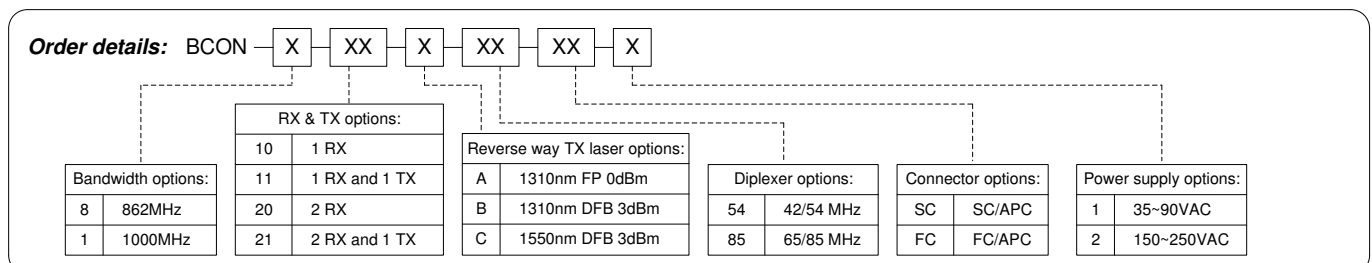 Order details: BCON X XX X XX XX X
RX & TX options:
10 1 RX
11 1 RX and 1 TX
20 2 RX
21 2 RX and 1 TX
Reverse way TX laser options:
A 1310nm FP 0dBm
B 1310nm DFB 3dBm
C 1550nm DFB 3dBm
Bandwidth options:
8 862MHz
1 1000MHz
Diplexer options:
54 42/54 MHz
85 65/85 MHz
Connector options:
SC SC/APC
FC FC/APC
Power supply options:
1 35~90VAC
2 150~250VAC